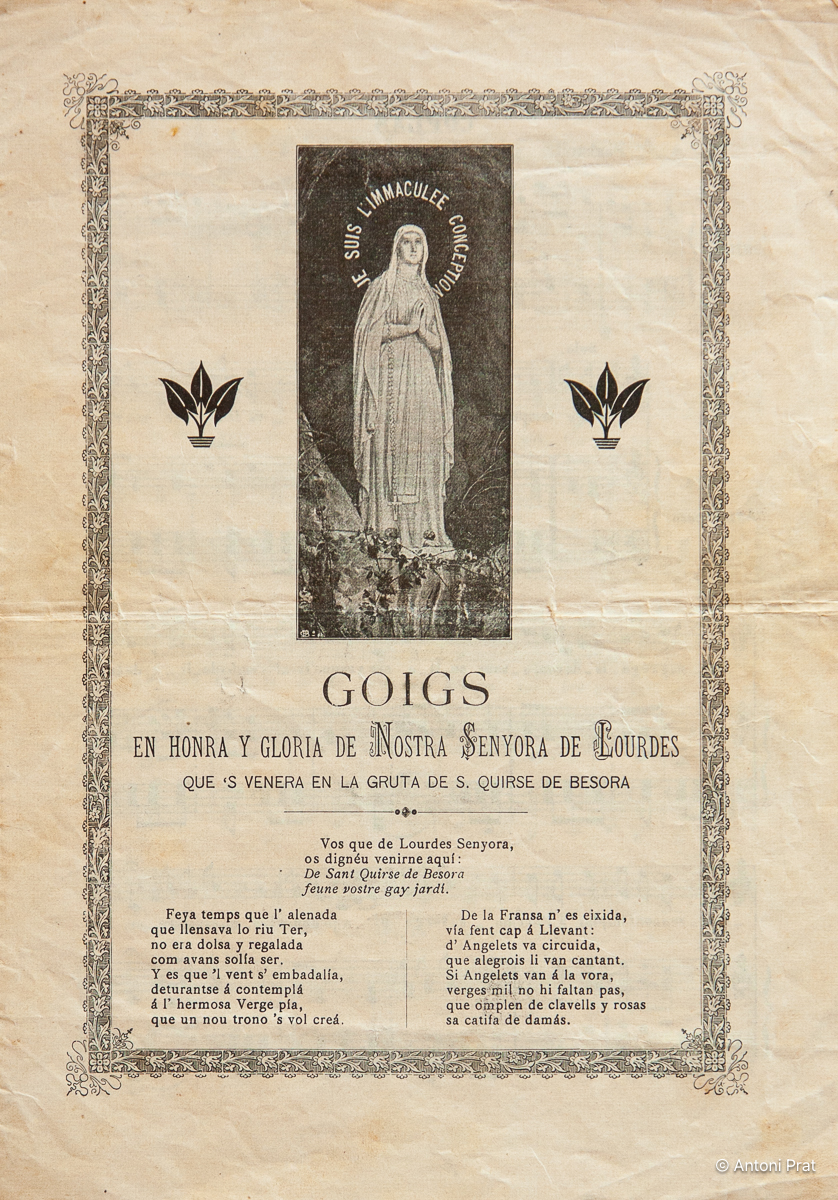 JE SUIS L'IMMACULEE CONCEPTION
GOIGS
EN HONRA Y GLORIA DE NOSTRA SENYORA DE LOURDES
QUE 'S VENERA EN LA GRUTA DE S. QUIRSE DE BESORA
Vos que de Lourdes Senyora,
os dignéu venirne aquí:
De Sant Quirse de Besora
feune vostre gay jardí.
Feya temps que l' alenada
que llensava lo riu Ter,
no era dolsa y regalada
com avans solía ser.
Y es que 'l vent s' embadalía,
deturantse á contemplá
á l' hermosa Verge pía,
que un nou trono 's vol creá.
De la Fransa n' es eixida,
vía fent cap á Llevant:
d' Angelets va circuida,
que alegrois li van cantant.
Si Angelets van á la vora,
verges mil no hi faltan pas,
que omplen de clavells y rosas
sa catifa de damás.
© Antoni Prat